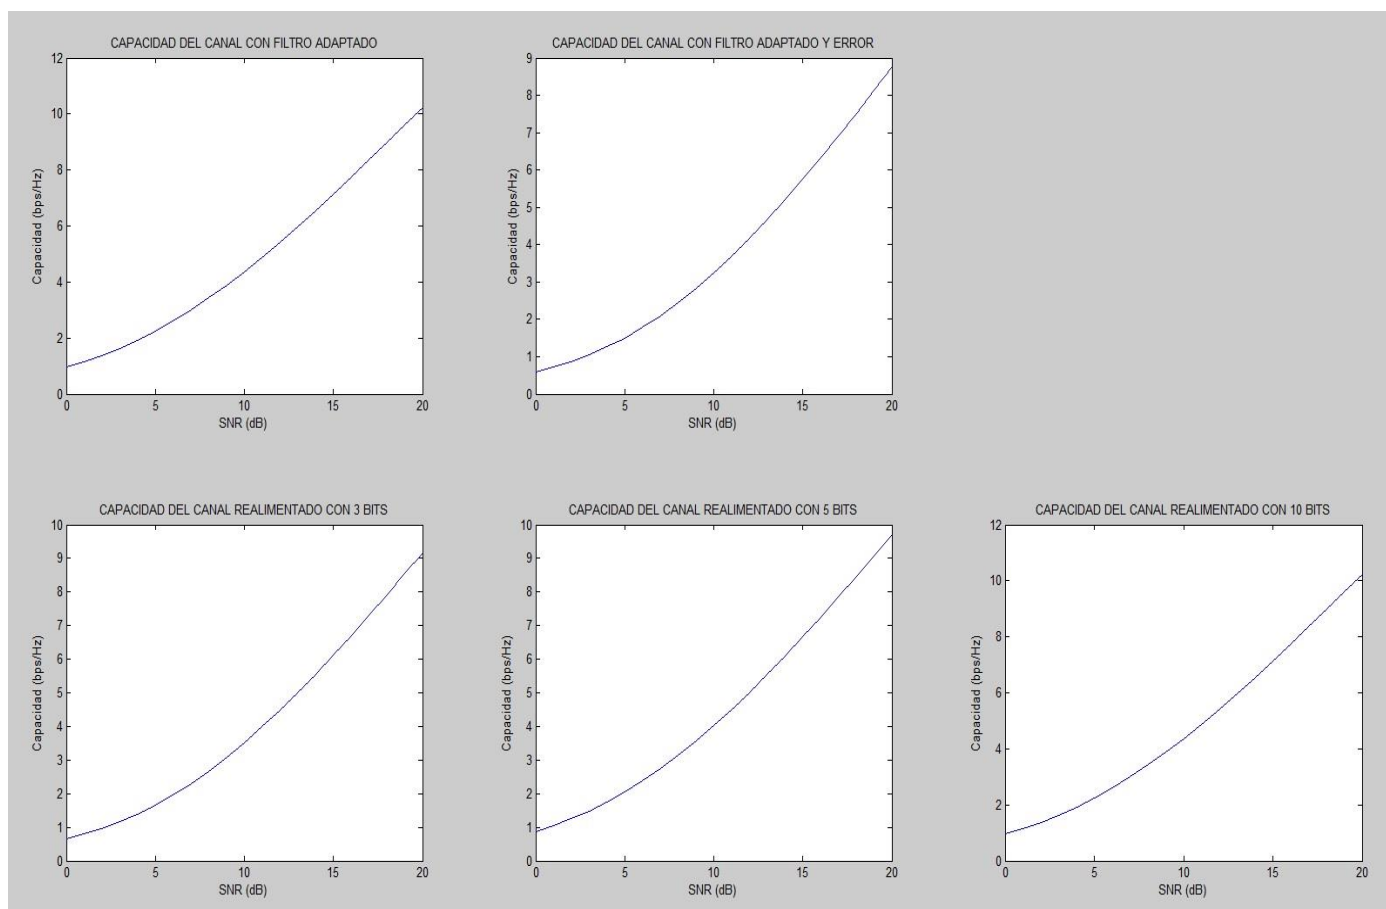 CAPACIDAD DEL CANAL CON FILTRO ADAPTADO
12
10
8
6
4
2
0
Capacidad (bps/Hz)
0 5 10 15 20
SNR (dB)
CAPACIDAD DEL CANAL CON FILTRO ADAPTADO Y ERROR
9
8
7
6
5
4
3
2
1
0
Capacidad (bps/Hz)
0 5 10 15 20
SNR (dB)
CAPACIDAD DEL CANAL REALIMENTADO CON 3 BITS
10
9
8
7
6
5
4
3
2
1
0
Capacidad (bps/Hz)
0 5 10 15 20
SNR (dB)
CAPACIDAD DEL CANAL REALIMENTADO CON 5 BITS
10
9
8
7
6
5
4
3
2
1
0
Capacidad (bps/Hz)
0 5 10 15 20
SNR (dB)
CAPACIDAD DEL CANAL REALIMENTADO CON 10 BITS
12
10
8
6
4
2
0
Capacidad (bps/Hz)
0 5 10 15 20
SNR (dB)